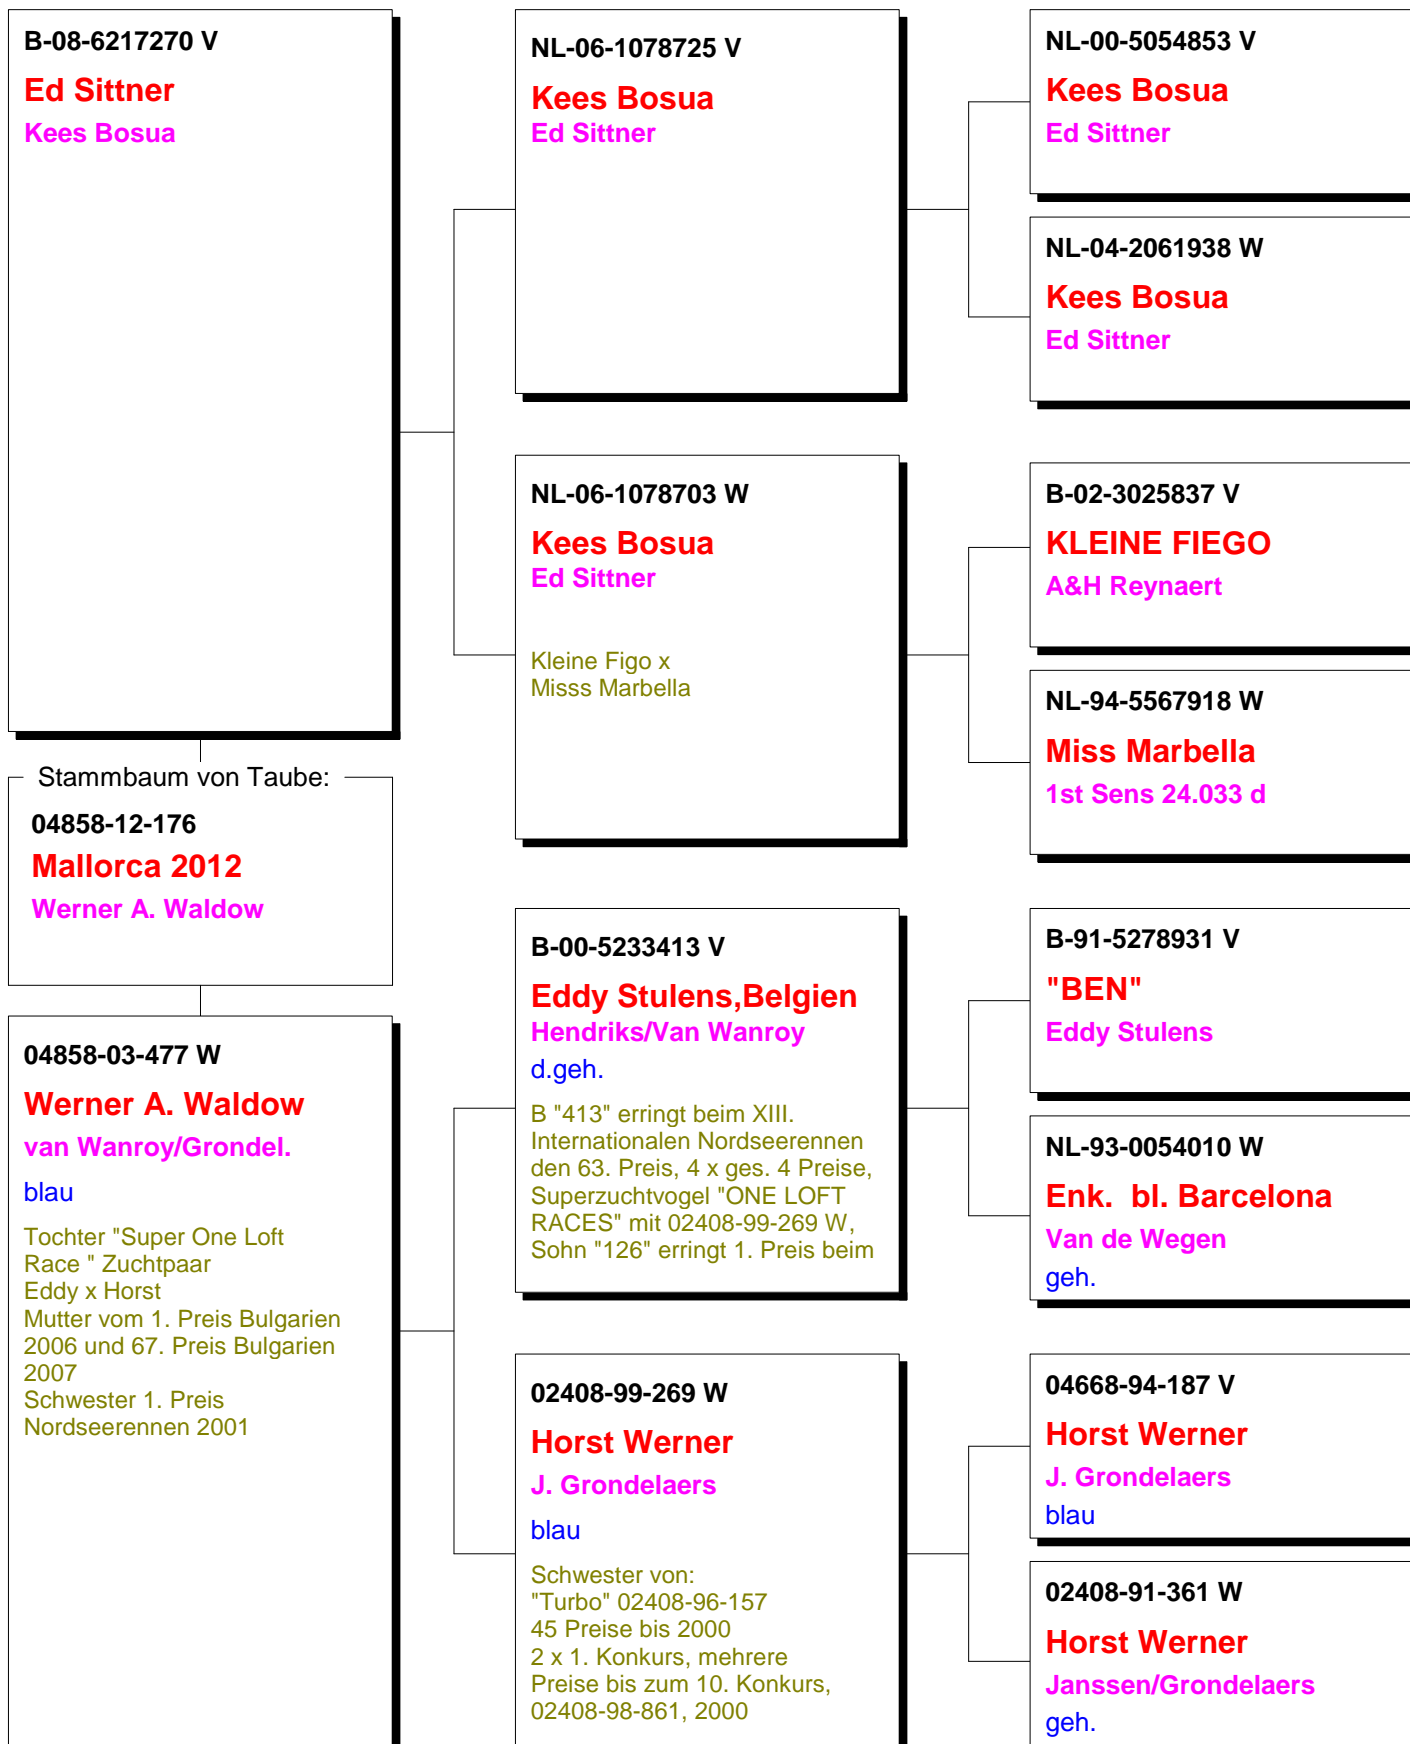 B-08-6217270 V
Ed Sittner
Kees Bosua
Stammbaum von Taube:
04858-12-176
Mallorca 2012
Werner A. Waldow
04858-03-477 W
Werner A. Waldow
van Wanroy/Grondel.
blau
Tochter "Super One Loft
Race " Zuchtpaar
Eddy x Horst
Mutter vom 1. Preis Bulgarien
2006 und 67. Preis Bulgarien
2007
Schwester 1. Preis
Nordseerennen 2001
NL-06-1078725 V
Kees Bosua
Ed Sittner
NL-06-1078703 W
Kees Bosua
Ed Sittner
Kleine Figo x
Misss Marbella
B-00-5233413 V
Eddy Stulens,Belgien
Hendriks/Van Wanroy
d.geh.
B "413" erringt beim XIII.
Internationalen Nordseerennen
den 63. Preis, 4 x ges. 4 Preise,
Superzuchtvogel "ONE LOFT
RACES" mit 02408-99-269 W,
Sohn "126" erringt 1. Preis beim
02408-99-269 W
Horst Werner
J. Grondelaers
blau
Schwester von:
"Turbo" 02408-96-157
45 Preise bis 2000
2 x 1. Konkurs, mehrere
Preise bis zum 10. Konkurs,
02408-98-861, 2000
NL-00-5054853 V
Kees Bosua
Ed Sittner
NL-04-2061938 W
Kees Bosua
Ed Sittner
B-02-3025837 V
KLEINE FIEGO
A&H Reynaert
NL-94-5567918 W
Miss Marbella
1st Sens 24.033 d
B-91-5278931 V
"BEN"
Eddy Stulens
NL-93-0054010 W
Enk.  bl. Barcelona
Van de Wegen
geh.
04668-94-187 V
Horst Werner
J. Grondelaers
blau
02408-91-361 W
Horst Werner
Janssen/Grondelaers
geh.